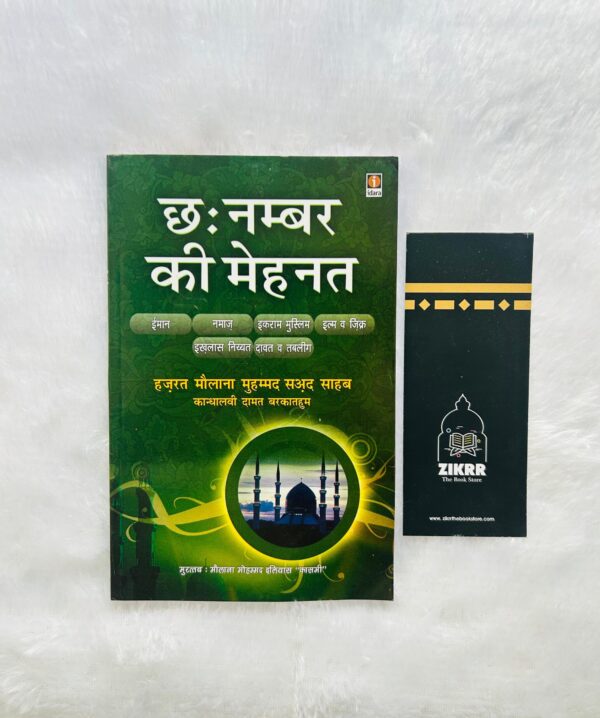 idara
छः नम्बर
की मेहनत
ईमान नमाज़ इकराम मुस्लिम इल्म व ज़िक्र
इख़लास निय्यत दावत व तबलीग
हज़रत मौलाना मुहम्मद सअ़द साहब
कान्धालवी दामत बरकातहुम
मुरत्तब : मौलाना मोहम्मद इलियास "क़ासमी"
ZIKRR
The Book Store
www.zikrthebookstore.com